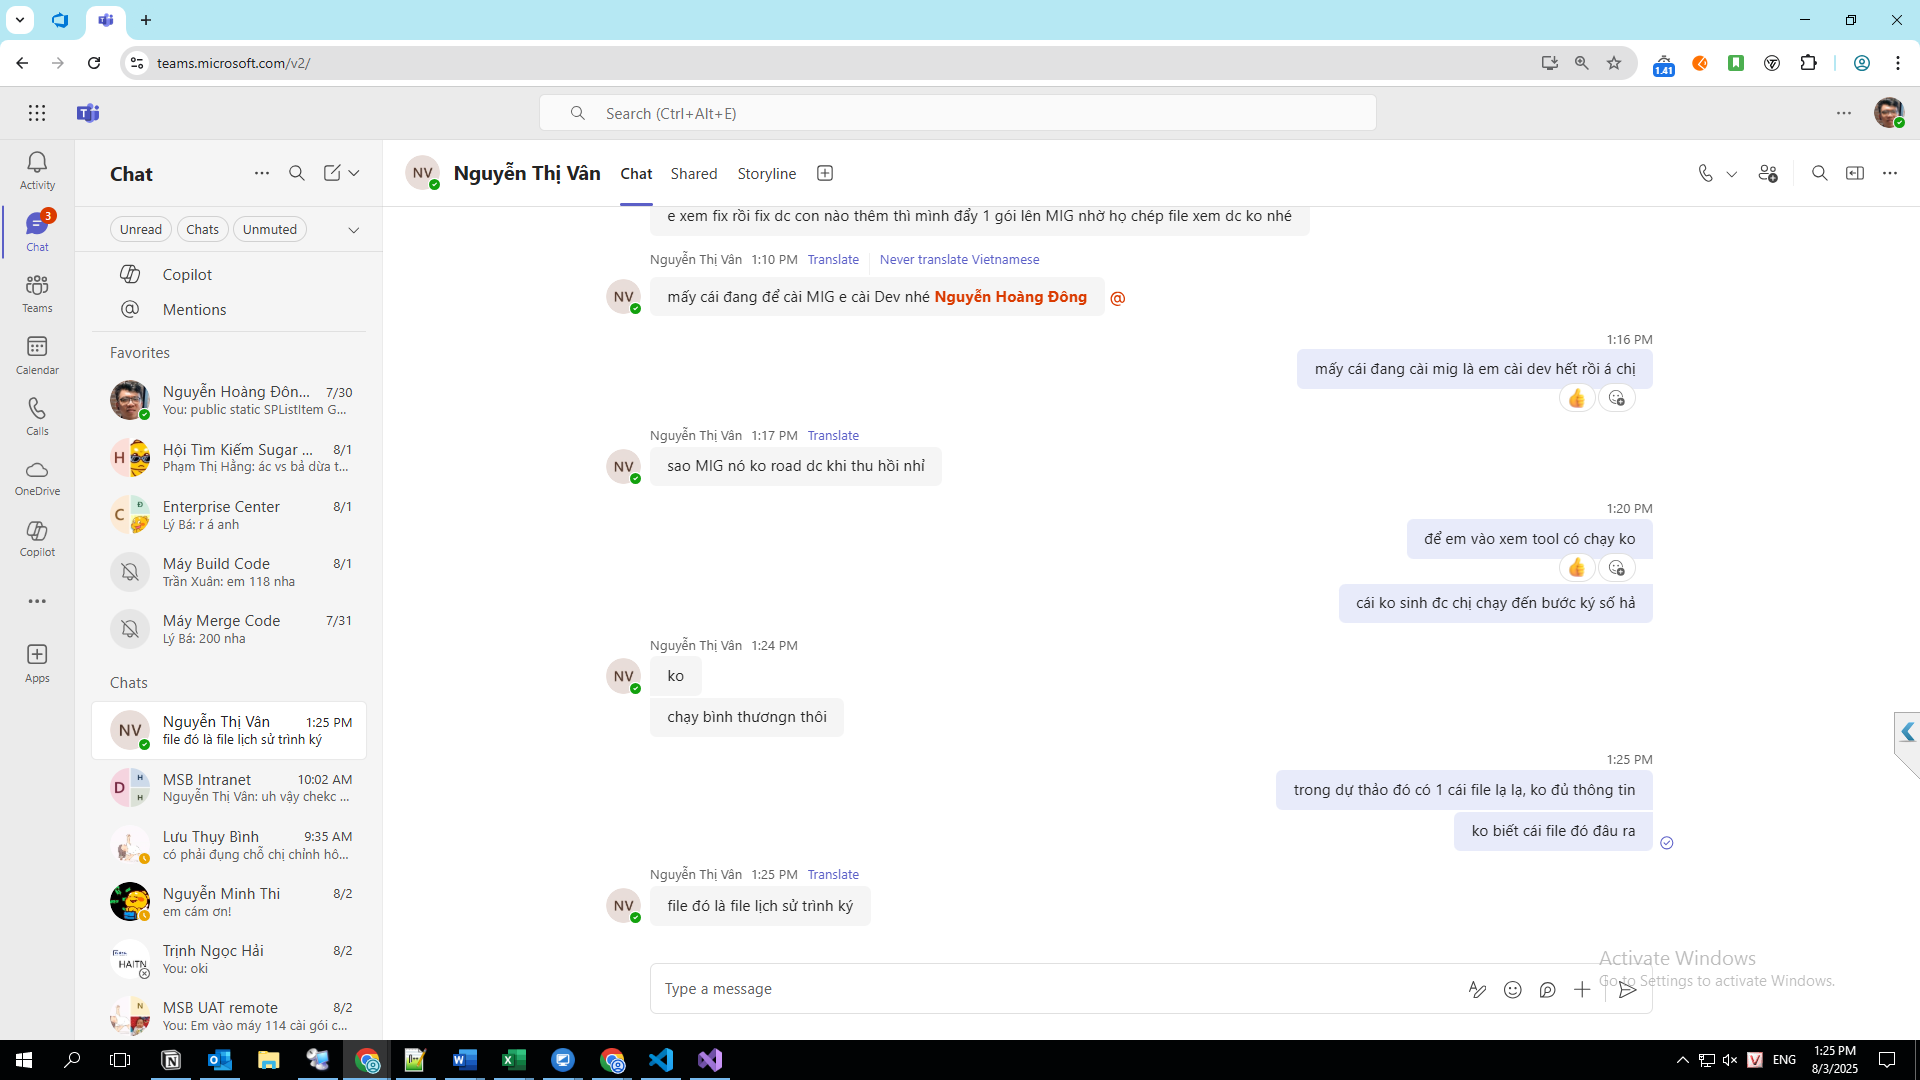 teams.microsoft.com/v2/
1.41
Search (Ctrl+Alt+E)
Activity
3
Chat
Teams
Calendar
Calls
OneDrive
Copilot
Apps
Chat
Unread
Chats
Unmuted
Copilot
Mentions
Favorites
Nguyễn Hoàng Đôn... 7/30
You: public static SPListItem G...
Hội Tìm Kiếm Sugar ... 8/1
Phạm Thị Hằng: ác vs bả dừa t...
Enterprise Center 8/1
Lý Bá: r á anh
Máy Build Code 8/1
Trần Xuân: em 118 nha
Máy Merge Code 7/31
Lý Bá: 200 nha
Chats
NV
Nguyễn Thị Vân 1:25 PM
file đó là file lịch sử trình ký
MSB Intranet 10:02 AM
Nguyễn Thị Vân: uh vậy chekc ...
Lưu Thụy Bình 9:35 AM
có phải đụng chỗ chị chỉnh hô...
Nguyễn Minh Thi 8/2
em cám ơn!
HAITN
Trịnh Ngọc Hải 8/2
You: oki
MSB UAT remote 8/2
You: Em vào máy 114 cài gói c...
NV Nguyễn Thị Vân Chat Shared Storyline
e xem fix rồi fix dc con nào thêm thì mình đẩy 1 gói lên MIG nhờ họ chép file xem dc ko nhé
Nguyễn Thị Vân 1:10 PM Translate Never translate Vietnamese
NV
mấy cái đang để cài MIG e cài Dev nhé Nguyễn Hoàng Đông @
1:16 PM
mấy cái đang cài mig là em cài dev hết rồi á chị
Nguyễn Thị Vân 1:17 PM Translate
NV
sao MIG nó ko road dc khi thu hồi nhỉ
1:20 PM
để em vào xem tool có chạy ko
cái ko sinh đc chị chạy đến bước ký số hả
Nguyễn Thị Vân 1:24 PM
NV
ko
chạy bình thươngn thôi
1:25 PM
trong dự thảo đó có 1 cái file lạ lạ, ko đủ thông tin
ko biết cái file đó đâu ra
Nguyễn Thị Vân 1:25 PM Translate
NV
file đó là file lịch sử trình ký
Type a message
Activate Windows
Go to Settings to activate Windows.
ENG
1:25 PM
8/3/2025